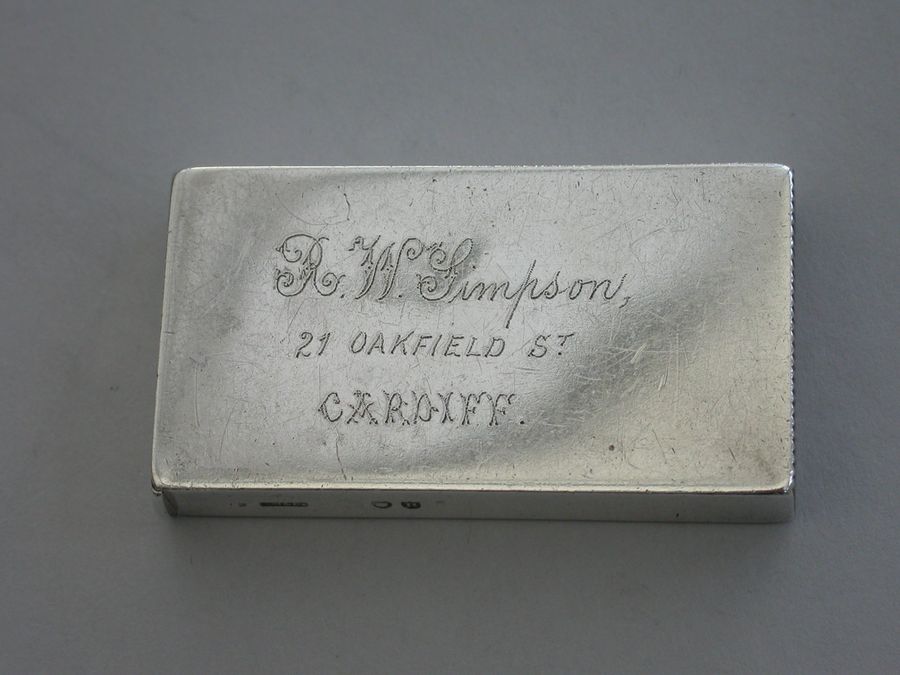 R. W. Simpson,
21 OAKFIELD ST
CARDIFF.